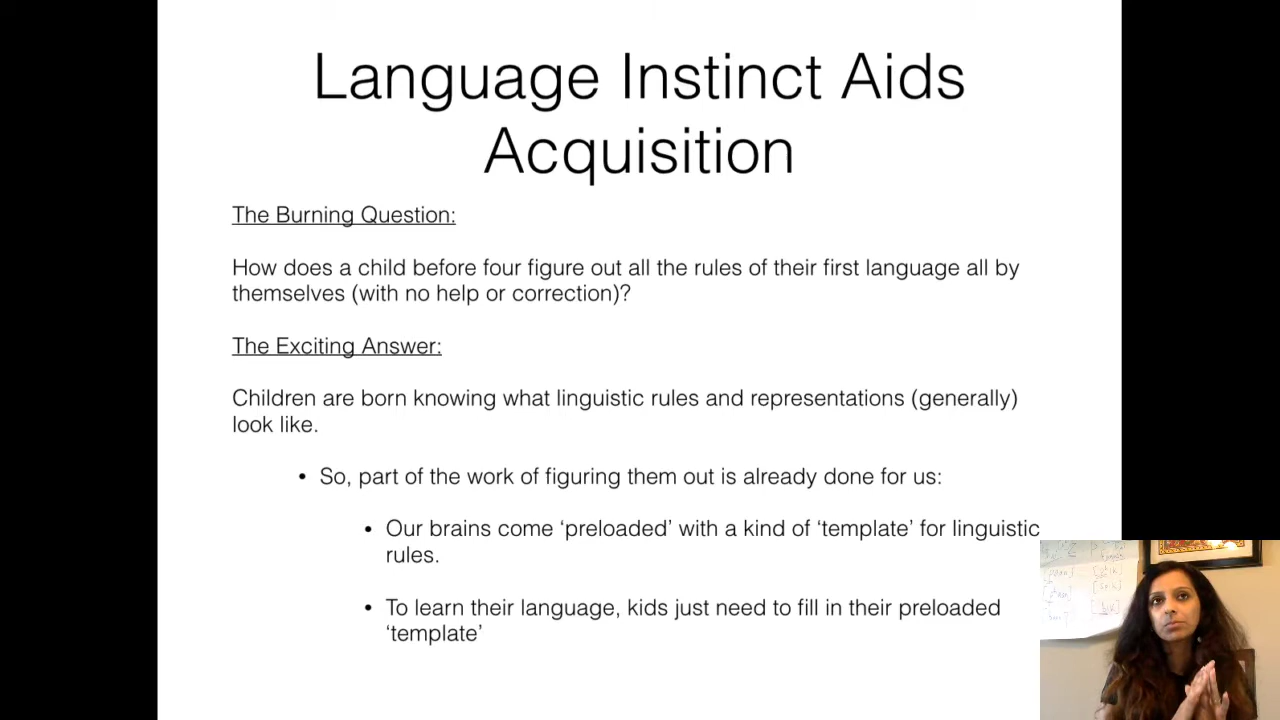 Language Instinct Aids
Acquisition
The Burning Question:
How does a child before four figure out all the rules of their first language all by
themselves (with no help or correction)?
The Exciting Answer:
Children are born knowing what linguistic rules and representations (generally)
look like.
• So, part of the work of figuring them out is already done for us:
• Our brains come ‘preloaded’ with a kind of ‘template’ for linguistic
rules.
• To learn their language, kids just need to fill in their preloaded
‘template’